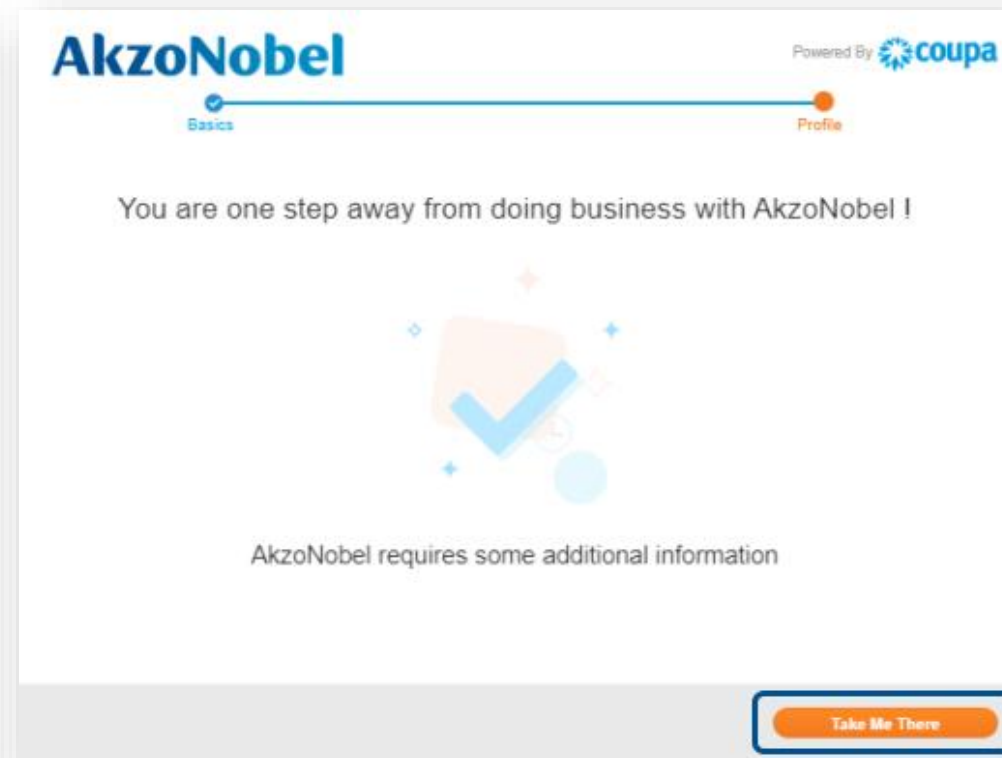 AkzoNobel
Powered By coupa
Basics
Profile
You are one step away from doing business with AkzoNobel !
AkzoNobel requires some additional information
Take Me There